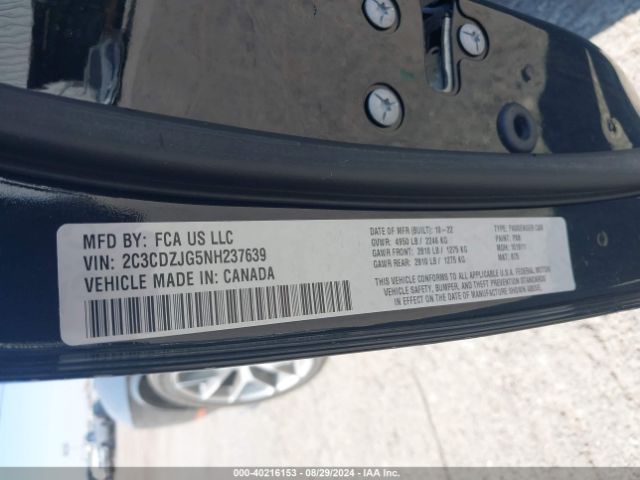 MFD BY: FCA US LLC
VIN: 2C3CDZJG5NH237639
VEHICLE MADE IN: CANADA
DATE OF MFR (BUILT): 10-22
GVWR: 4950 LB/ 2246 KG
GAWR FRONT: 2810 LB/ 1275 KG
GAWR REAR: 2810 LB/ 1275 KG
TYPE: PASSENGER CAR
PAINT:
MDH:
MAT:
THIS VEHICLE CONFORMS TO ALL APPLICABLE U.S.A. FEDERAL MOTOR
VEHICLE SAFETY, BUMPER, AND THEFT PREVENTION STANDARDS
IN EFFECT ON THE DATE OF MANUFACTURE SHOWN ABOVE.
000-40216153 - 08/29/2024 - IAA Inc.